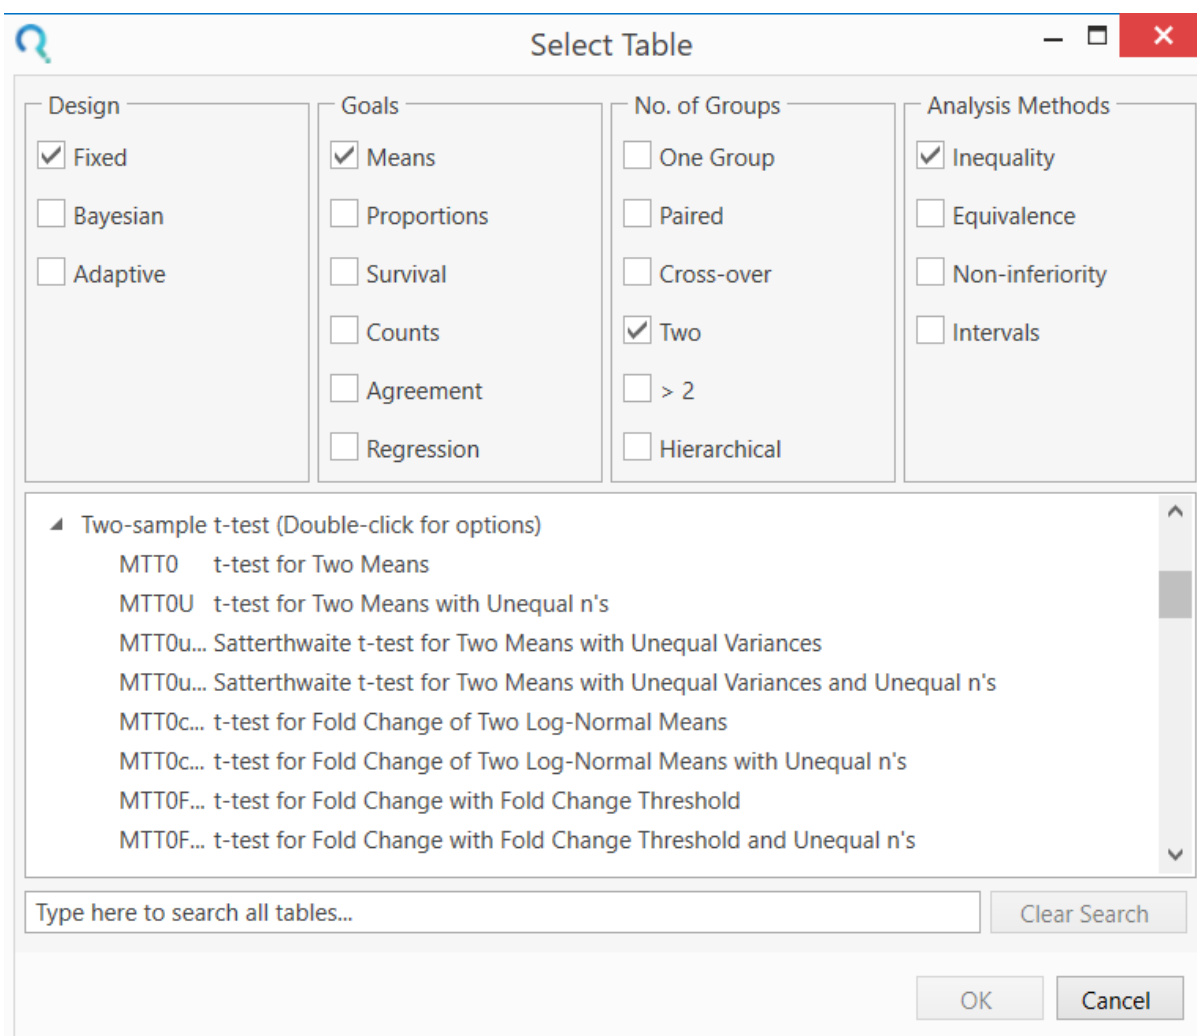 Select Table
Design
Fixed
Bayesian
Adaptive
Goals
Means
Proportions
Survival
Counts
Agreement
Regression
No. of Groups
One Group
Paired
Cross-over
Two
> 2
Hierarchical
Analysis Methods
Inequality
Equivalence
Non-inferiority
Intervals
Two-sample t-test (Double-click for options)
MTT0 t-test for Two Means
MTT0U t-test for Two Means with Unequal n's
MTT0u... Satterthwaite t-test for Two Means with Unequal Variances
MTT0u... Satterthwaite t-test for Two Means with Unequal Variances and Unequal n's
MTT0c... t-test for Fold Change of Two Log-Normal Means
MTT0c... t-test for Fold Change of Two Log-Normal Means with Unequal n's
MTT0F... t-test for Fold Change with Fold Change Threshold
MTT0F... t-test for Fold Change with Fold Change Threshold and Unequal n's
Type here to search all tables...
Clear Search
OK
Cancel